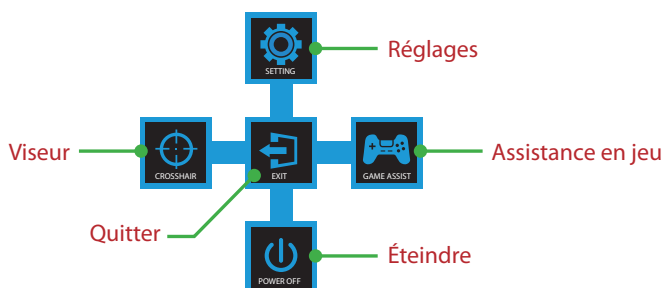 SETTING
Réglages
Viseur
CROSSHAIR
EXIT
GAME ASSIST
Assistance en jeu
Quitter
POWER OFF
Éteindre